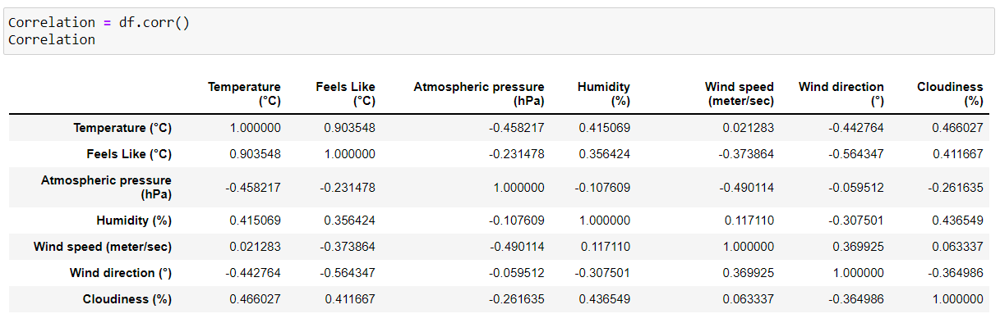 Correlation = df.corr()
Correlation
Temperature (°C) Feels Like (°C) Atmospheric pressure (hPa) Humidity (%) Wind speed (meter/sec) Wind direction (°) Cloudiness (%)
Temperature (°C) 1.000000 0.903548 -0.458217 0.415069 0.021283 -0.442764 0.466027
Feels Like (°C) 0.903548 1.000000 -0.231478 0.356424 -0.373864 -0.564347 0.411667
Atmospheric pressure (hPa) -0.458217 -0.231478 1.000000 -0.107609 -0.490114 -0.059512 -0.261635
Humidity (%) 0.415069 0.356424 -0.107609 1.000000 0.117110 -0.307501 0.436549
Wind speed (meter/sec) 0.021283 -0.373864 -0.490114 0.117110 1.000000 0.369925 0.063337
Wind direction (°) -0.442764 -0.564347 -0.059512 -0.307501 0.369925 1.000000 -0.364986
Cloudiness (%) 0.466027 0.411667 -0.261635 0.436549 0.063337 -0.364986 1.000000